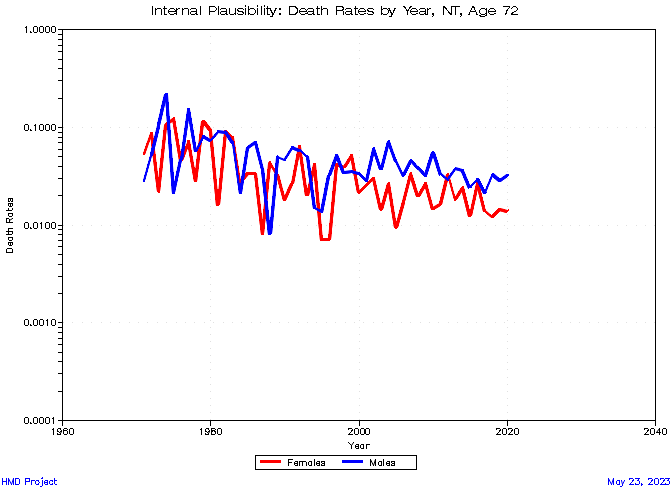 Internal Plausibility: Death Rates by Year, NT, Age 72
1.0000
0.1000
0.0100
0.0010
0.0001
Death Rates
1960 1980 2000 2020 2040
Year
Females Males
HMD Project May 23, 2023